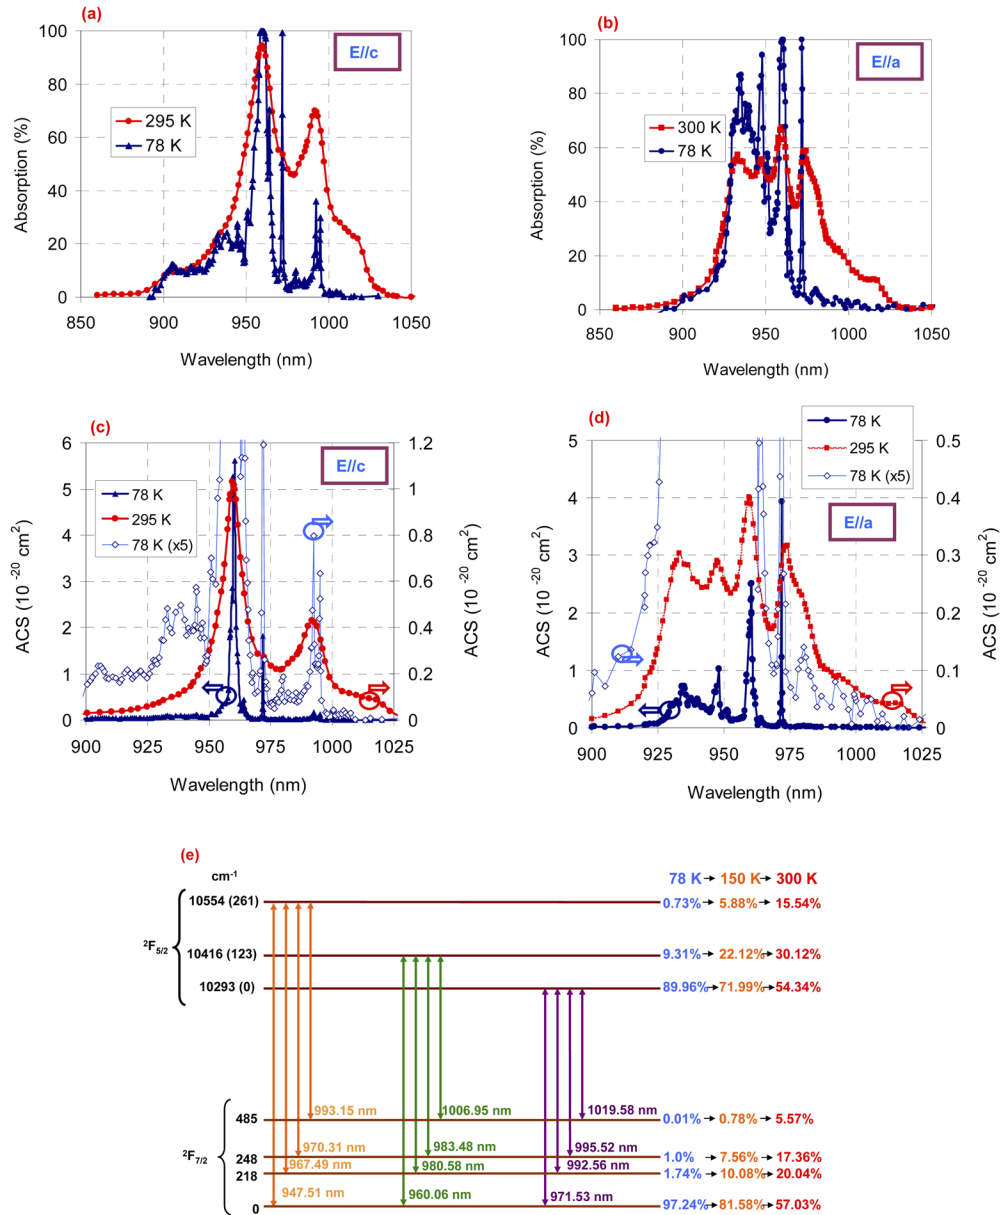 (a)
E//c
Absorption (%)
100
80
60
40
20
0
295 K
78 K
850 900 950 1000 1050
Wavelength (nm)
(b)
E//a
Absorption (%)
100
80
60
40
20
0
300 K
78 K
850 900 950 1000 1050
Wavelength (nm)
(c)
E//c
ACS (10 -20 cm2)
6
5
4
3
2
1
0
78 K
295 K
78 K (x5)
1.2
1
0.8
0.6
0.4
0.2
0
ACS (10 -20 cm2)
900 925 950 975 1000 1025
Wavelength (nm)
(d)
78 K
295 K
78 K (x5)
E//a
ACS (10 -20 cm2)
5
4
3
2
1
0
0.5
0.4
0.3
0.2
0.1
0
ACS (10 -20 cm2)
900 925 950 975 1000 1025
Wavelength (nm)
(e)
cm-1
78 K 150 K 300 K
10554 (261) 0.73% 5.88% 15.54%
2F5/2
10416 (123) 9.31% 22.12% 30.12%
10293 (0) 89.96% 71.99% 54.34%
993.15 nm 1006.95 nm 1019.58 nm
485 0.01% 0.78% 5.57%
970.31 nm 983.48 nm 995.52 nm
2F7/2
248 1.0% 7.56% 17.36%
967.49 nm 980.58 nm 992.56 nm
218 1.74% 10.08% 20.04%
947.51 nm 960.06 nm 971.53 nm
0 97.24% 81.58% 57.03%